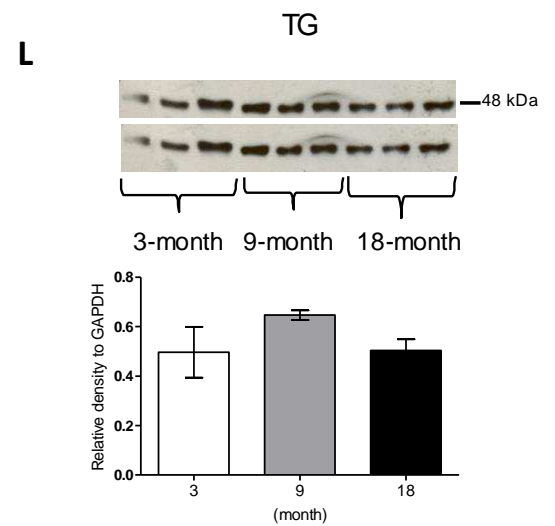 TG
L
48 kDa
3-month 9-month 18-month
0.8
0.6
0.4
0.2
0.0
Relative density to GAPDH
3 9 18
(month)